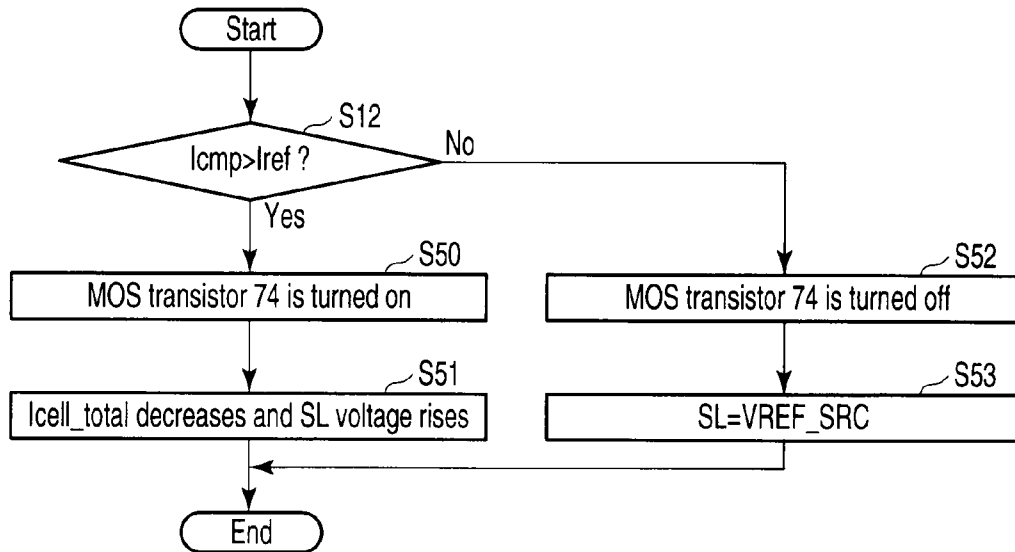 Start
S12
Icmp>Iref ?
No
Yes
S50
MOS transistor 74 is turned on
S52
MOS transistor 74 is turned off
S51
Icell_total decreases and SL voltage rises
S53
SL=VREF_SRC
End